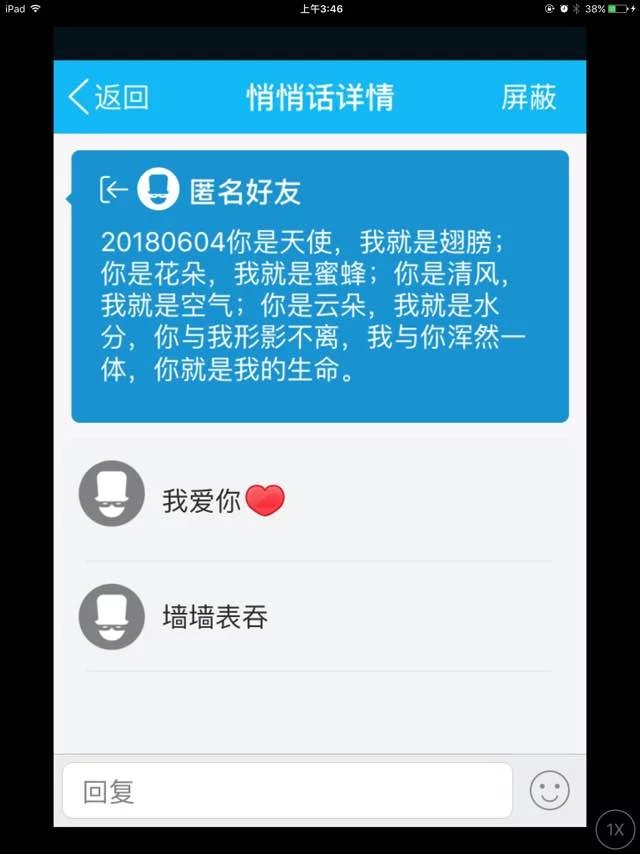 iPad 上午3:46 38%
返回 悄悄话详情 屏蔽
匿名好友
20180604你是天使，我就是翅膀；
你是花朵，我就是蜜蜂；你是清风，
我就是空气；你是云朵，我就是水
分，你与我形影不离，我与你浑然一
体，你就是我的生命。
我爱你
墙墙表吞
回复
1X